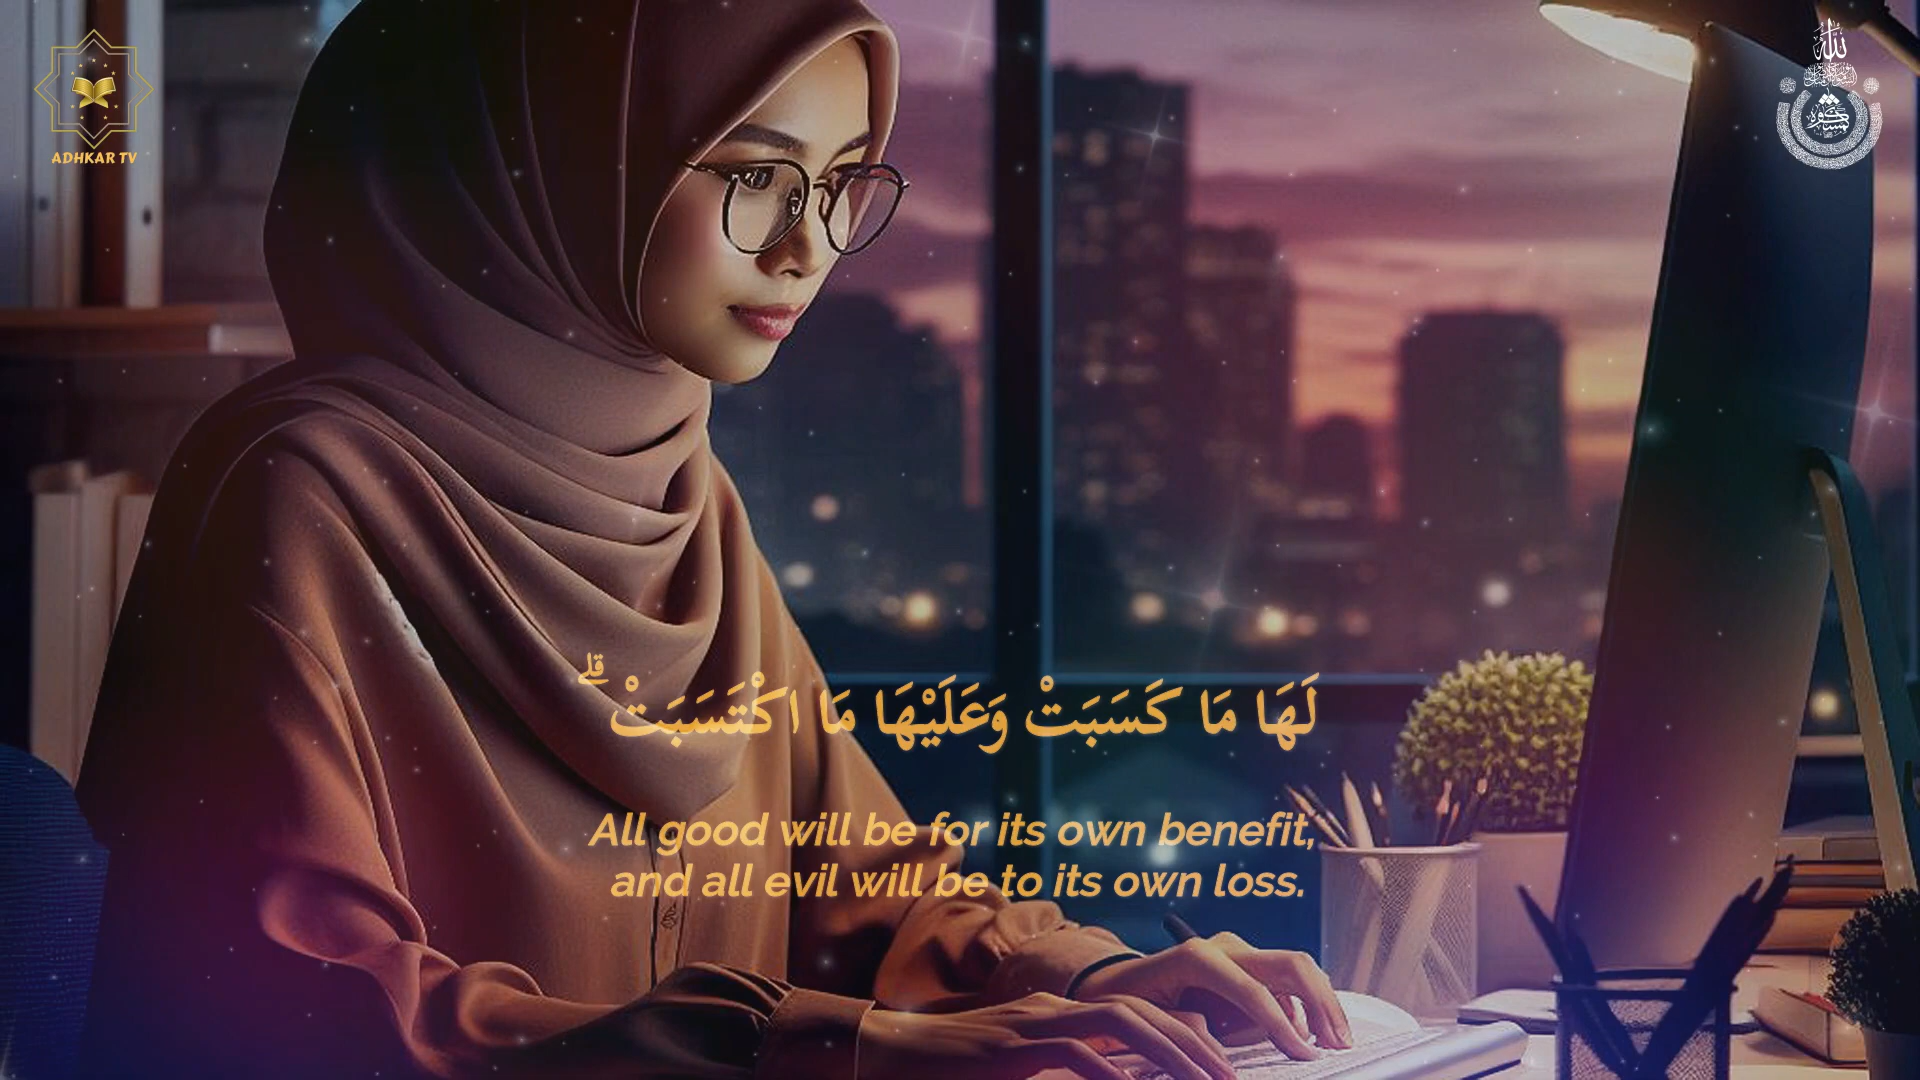 ADHKAR TV
لَهَا مَا كَسَبَتْ وَعَلَيْهَا مَا اكْتَسَبَتْ ۗ
All good will be for its own benefit,
and all evil will be to its own loss.